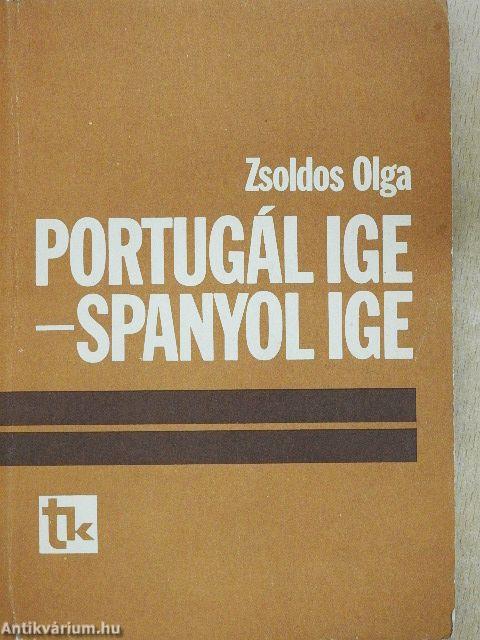 Zsoldos Olga
PORTUGÁL IGE
–SPANYOL IGE
tk
Antikvárium.hu